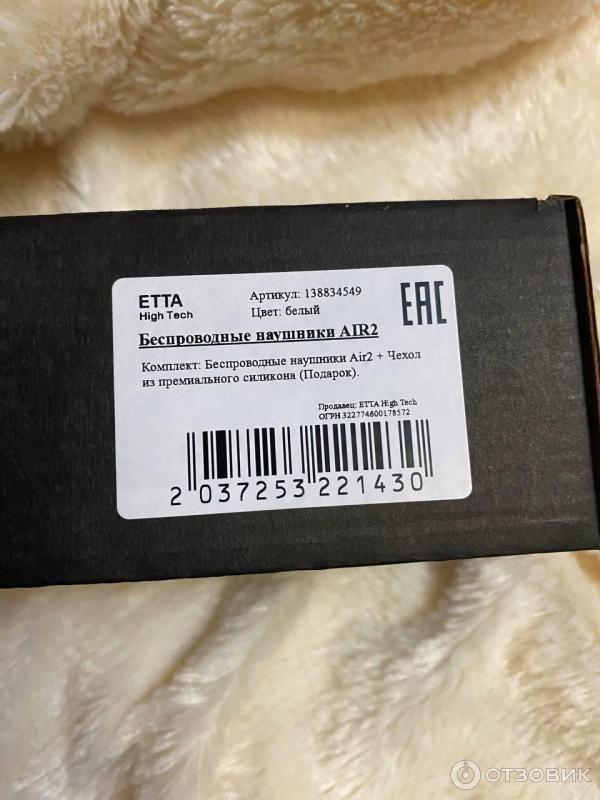 ETTA
High Tech
Артикул: 138834549
Цвет: белый
EAC
Беспроводные наушники AIR2
Комплект: Беспроводные наушники Air2 + Чехол
из премиального силикона (Подарок).
Продавец: ETTA High Tech
ОГРН 322774600178572
2 037253 221430
ОТЗОВИК